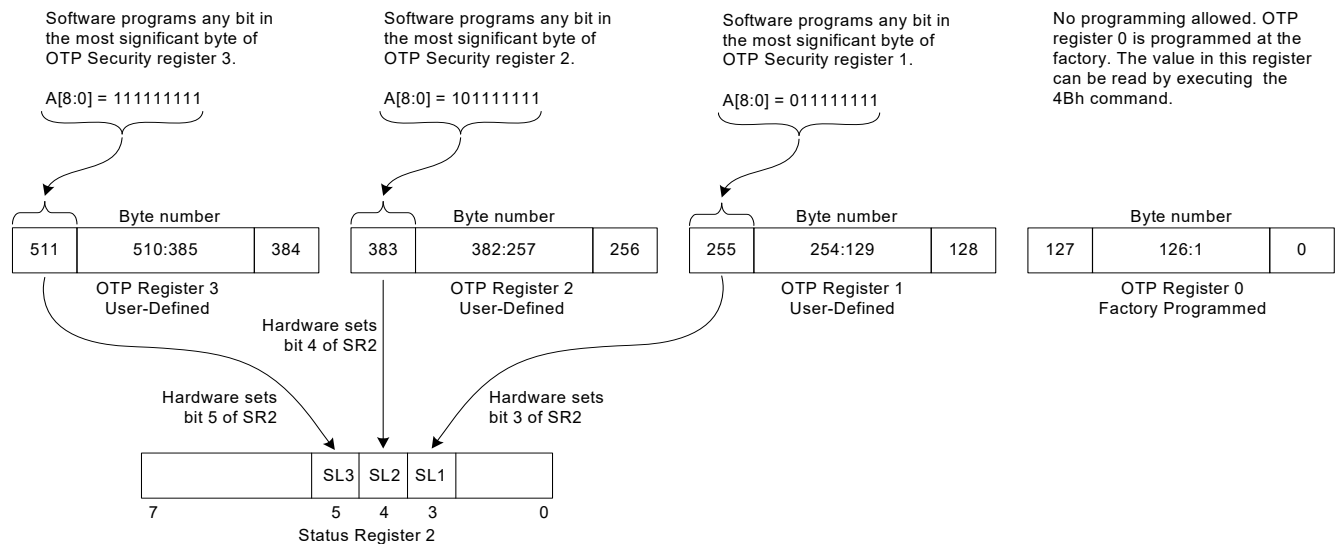 Software programs any bit in
the most significant byte of
OTP Security register 3.
A[8:0] = 111111111
Software programs any bit in
the most significant byte of
OTP Security register 2.
A[8:0] = 101111111
Software programs any bit in
the most significant byte of
OTP Security register 1.
A[8:0] = 011111111
No programming allowed. OTP
register 0 is programmed at the
factory. The value in this register
can be read by executing the
4Bh command.
Byte number
511 510:385 384
OTP Register 3
User-Defined
Byte number
383 382:257 256
OTP Register 2
User-Defined
Byte number
255 254:129 128
OTP Register 1
User-Defined
Byte number
127 126:1 0
OTP Register 0
Factory Programmed
Hardware sets
bit 5 of SR2
Hardware sets
bit 4 of SR2
Hardware sets
bit 3 of SR2
SL3 SL2 SL1
7 5 4 3 0
Status Register 2